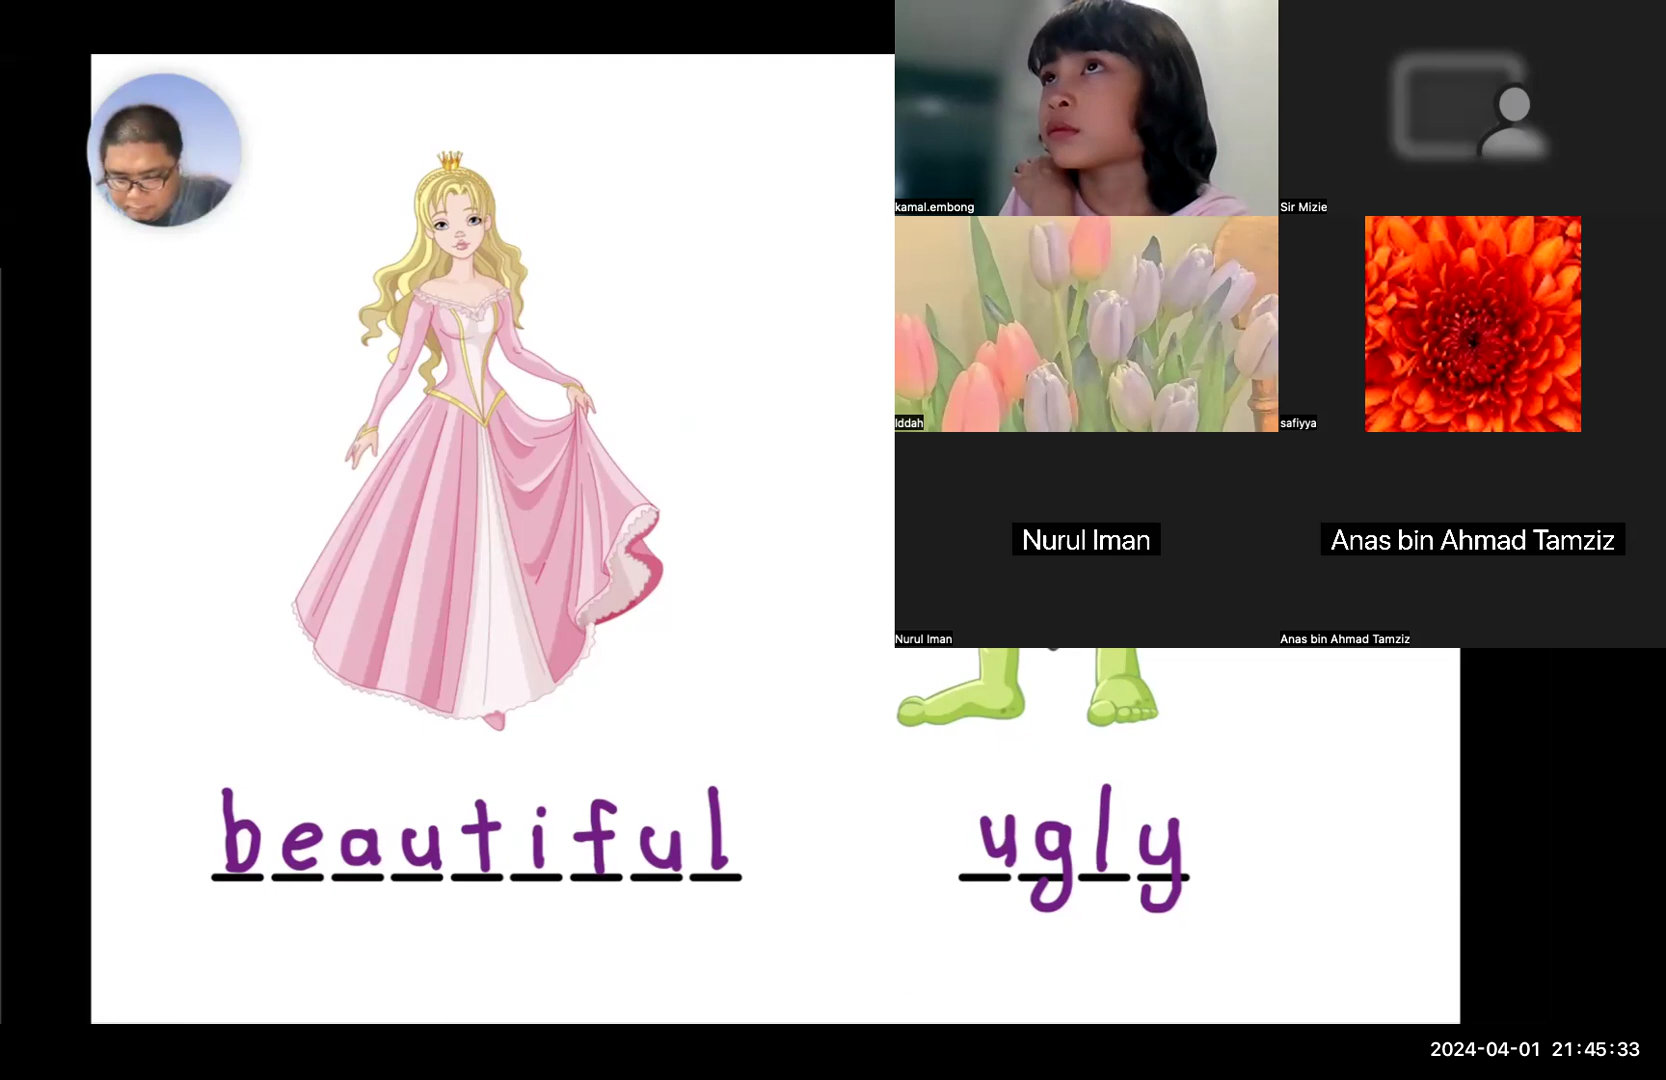 kamal.embong
Sir Mizie
Iddah
safiyya
Nurul Iman
Anas bin Ahmad Tamziz
Nurul Iman
Anas bin Ahmad Tamziz
beautiful
ugly
2024-04-01 21:45:33